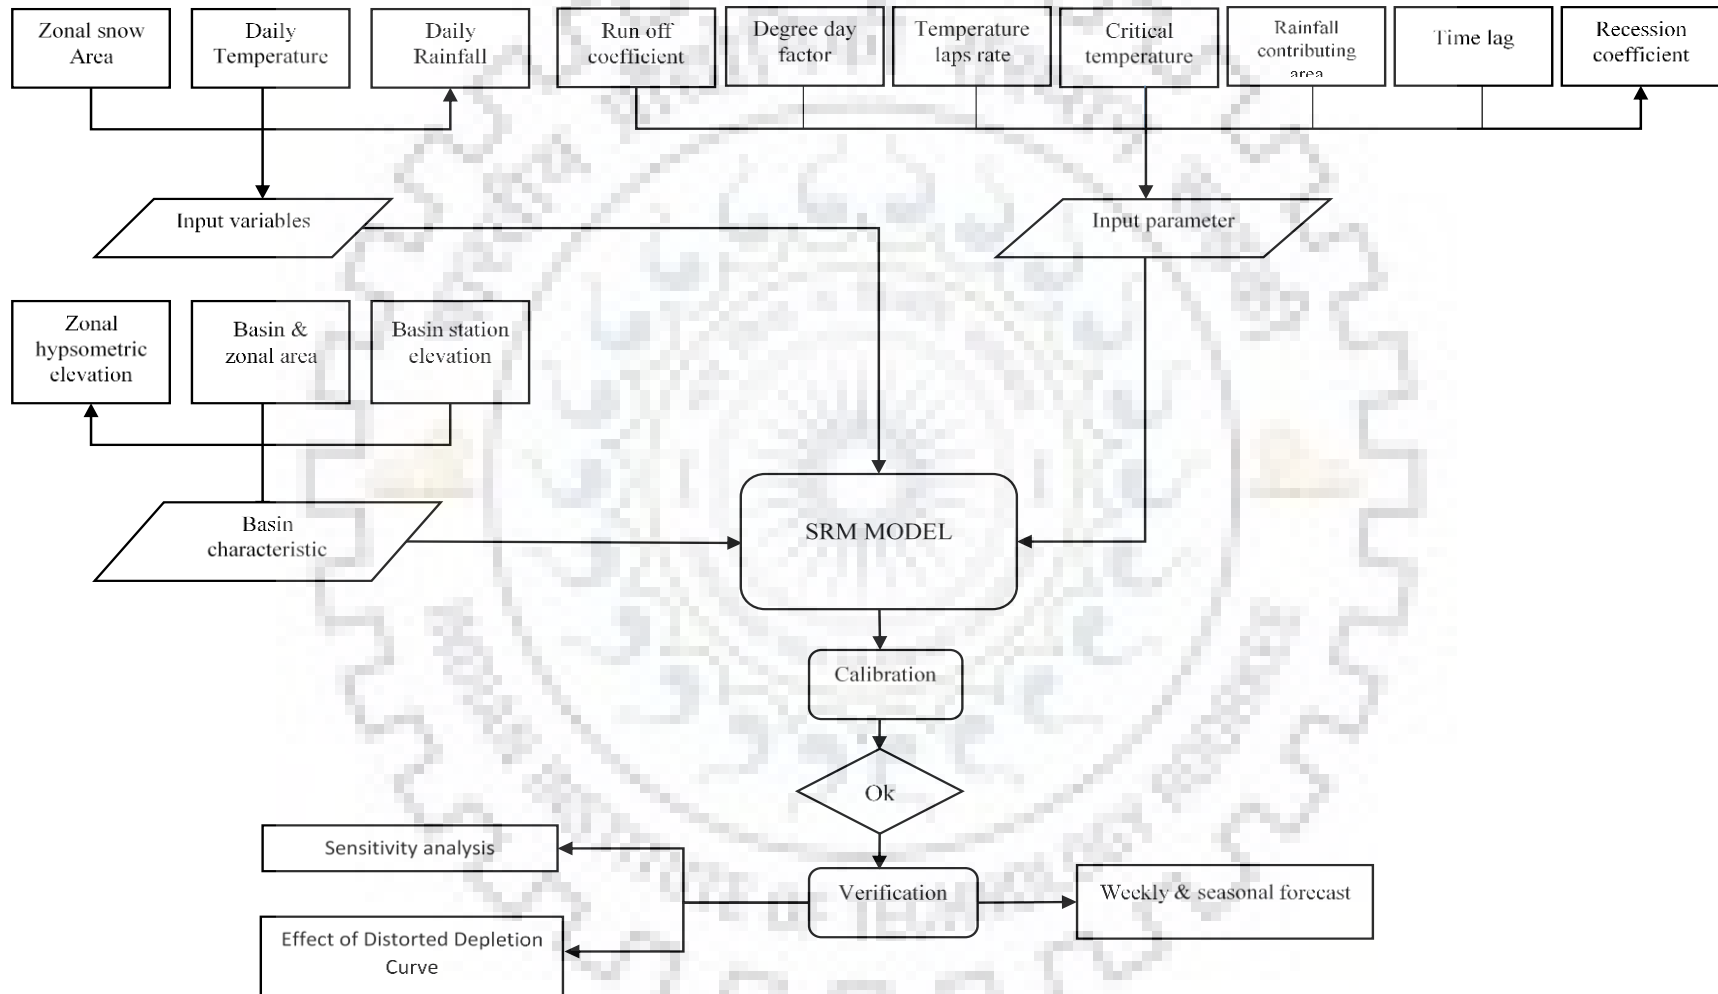 Zonal snow
Area
Daily
Temperature
Daily
Rainfall
Run off
coefficient
Degree day
factor
Temperature
laps rate
Critical
temperature
Rainfall
contributing
area
Time lag
Recession
coefficient
Input variables
Input parameter
Zonal
hypsometric
elevation
Basin &
zonal area
Basin station
elevation
Basin
characteristic
SRM MODEL
Calibration
Ok
Sensitivity analysis
Verification
Weekly & seasonal forecast
Effect of Distorted Depletion
Curve